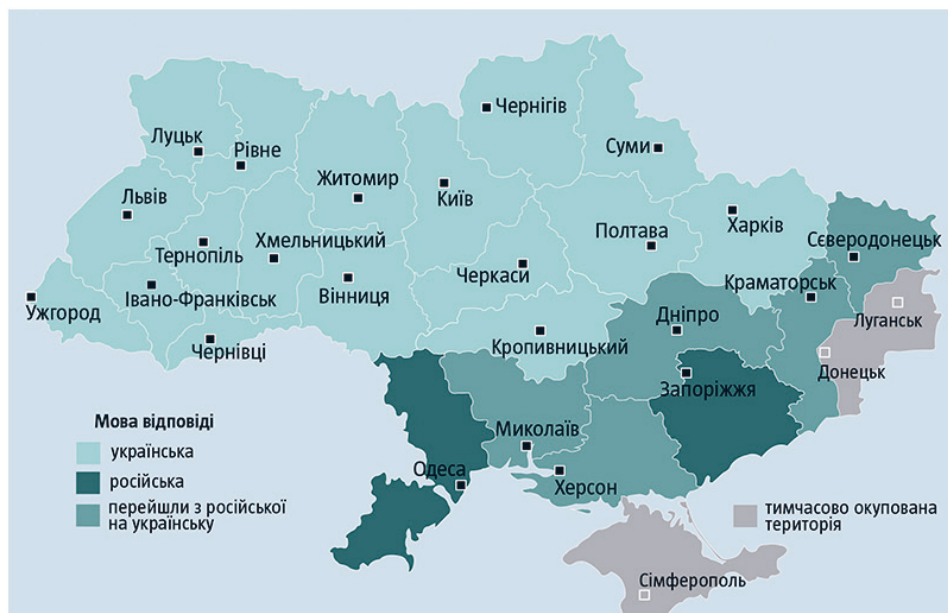 Чернігів
Луцьк
Рівне
Суми
Житомир
Київ
Львів
Харків
Полтава
Сєверодонецьк
Хмельницький
Тернопіль
Черкаси
Краматорськ
Івано-Франківськ
Вінниця
Ужгород
Луганськ
Дніпро
Кропивницький
Чернівці
Донецьк
Запоріжжя
Мова відповіді
українська
російська
перейшли з російської
на українську
Миколаїв
Одеса
Херсон
тимчасово окупована
територія
Сімферополь